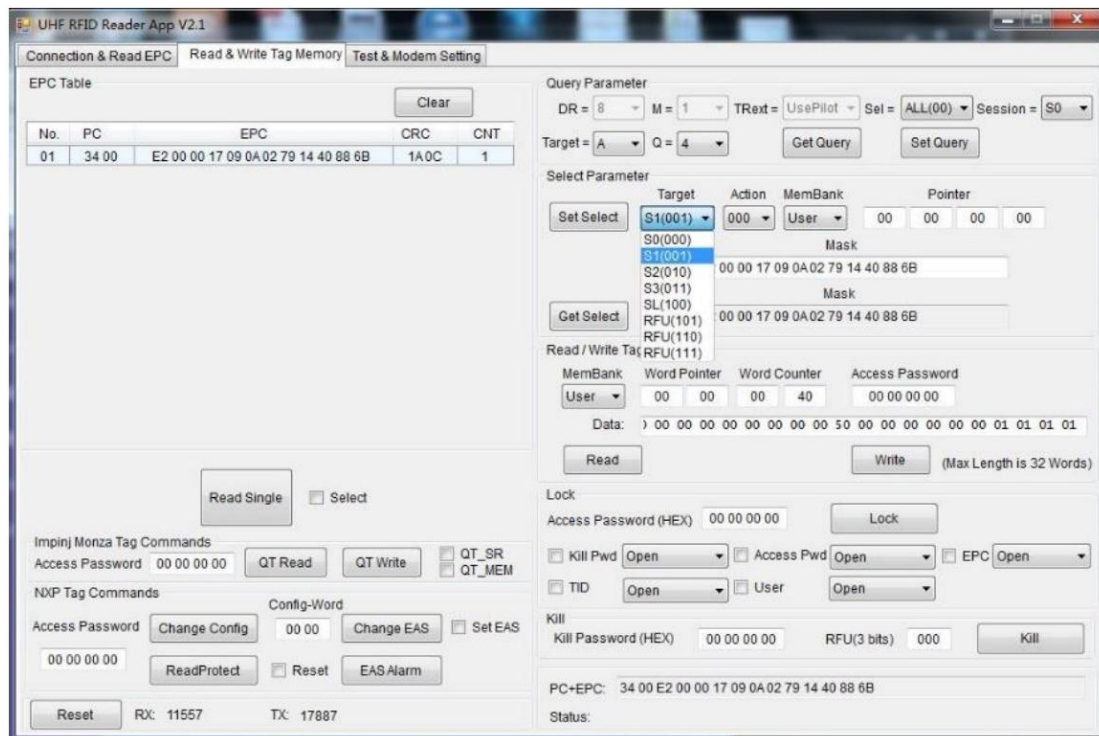 UHF RFID Reader App V2.1
Connection & Read EPC Read & Write Tag Memory Test & Modem Setting
EPC Table
Clear
No. PC EPC CRC CNT
01 34 00 E2 00 00 17 09 0A 02 79 14 40 88 6B 1A 0C 1
Read Single Select
Impinj Monza Tag Commands
Access Password 00 00 00 00 QT Read QT Write QT_SR
QT_MEM
NXP Tag Commands
Config-Word
Access Password Change Config 00 00 Change EAS Set EAS
00 00 00 00 ReadProtect Reset EAS Alarm
Reset RX: 11557 TX: 17887
Query Parameter
DR = 8 M = 1 TRext = UsePilot Sel = ALL(00) Session = S0
Target = A Q = 4 Get Query Set Query
Select Parameter
Target Action MemBank Pointer
Set Select S1(001) 000 User 00 00 00 00
S0(000)
Mask
S1(001)
00 00 17 09 0A 02 79 14 40 88 6B
S2(010)
S3(011)
Mask
SL(100)
Get Select 00 00 17 09 0A 02 79 14 40 88 6B
RFU(101)
RFU(110)
RFU(111)
Read / Write Tag
MemBank Word Pointer Word Counter Access Password
User 00 00 00 40 00 00 00 00
Data: 00 00 00 00 00 00 00 00 50 00 00 00 00 00 00 01 01 01 01
Read Write (Max Length is 32 Words)
Lock
Access Password (HEX) 00 00 00 00 Lock
Kill Pwd Open Access Pwd Open EPC Open
TID Open User Open
Kill
Kill Password (HEX) 00 00 00 00 RFU(3 bits) 000 Kill
PC+EPC: 34 00 E2 00 00 17 09 0A 02 79 14 40 88 6B
Status: